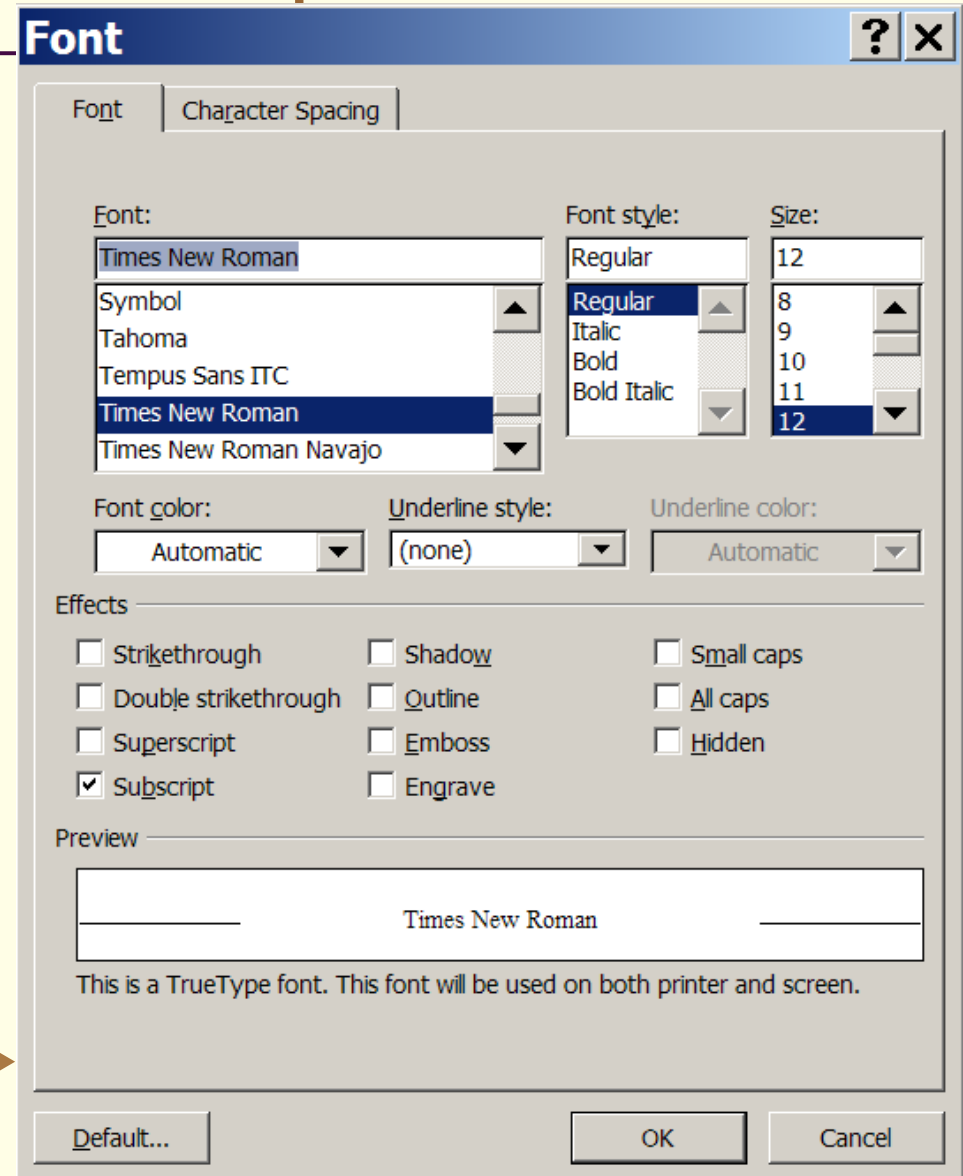 Font
Font Character Spacing
Font: Font style: Size:
Times New Roman Regular 12
Symbol Regular 8
Tahoma Italic 9
Tempus Sans ITC Bold 10
Times New Roman Bold Italic 11
Times New Roman Navajo 12
Font color: Underline style: Underline color:
Automatic (none) Automatic
Effects
Strikethrough Shadow Small caps
Double strikethrough Outline All caps
Superscript Emboss Hidden
Subscript Engrave
Preview
Times New Roman
This is a TrueType font. This font will be used on both printer and screen.
Default... OK Cancel